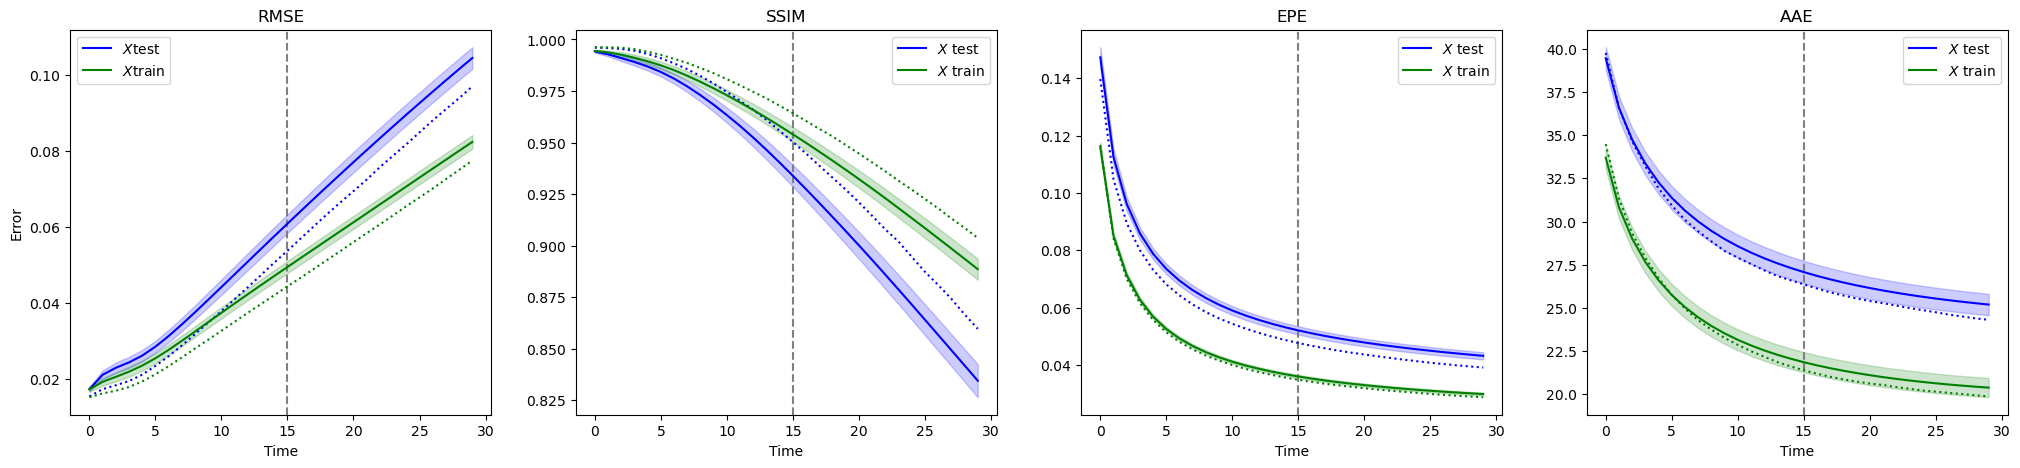 RMSE
Error
0.10
0.08
0.06
0.04
0.02
0 5 10 15 20 25 30
Time
Xtest
Xtrain
SSIM
1.000
0.975
0.950
0.925
0.900
0.875
0.850
0.825
0 5 10 15 20 25 30
Time
X test
X train
EPE
0.14
0.12
0.10
0.08
0.06
0.04
0 5 10 15 20 25 30
Time
X test
X train
AAE
40.0
37.5
35.0
32.5
30.0
27.5
25.0
22.5
20.0
0 5 10 15 20 25 30
Time
X test
X train